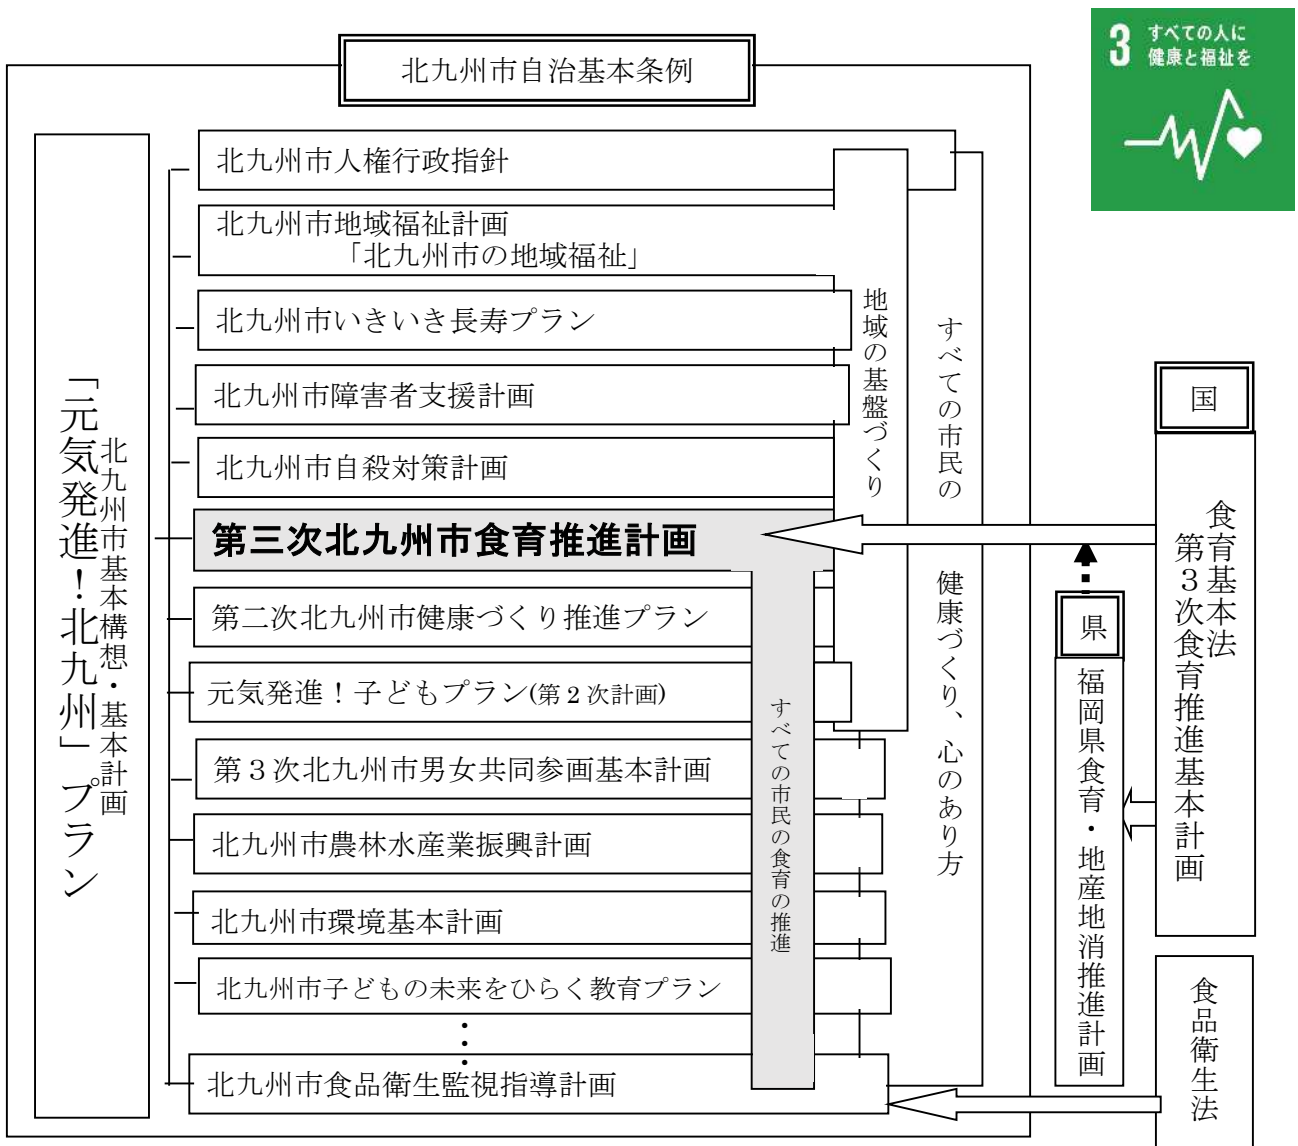 北九州市自治基本条例
3 すべての人に
健康と福祉を
「元気発進！北九州」プラン
北九州市基本構想・基本計画
北九州市人権行政指針
北九州市地域福祉計画
「北九州市の地域福祉」
北九州市いきいき長寿プラン
北九州市障害者支援計画
北九州市自殺対策計画
第三次北九州市食育推進計画
第二次北九州市健康づくり推進プラン
元気発進！子どもプラン(第２次計画)
第３次北九州市男女共同参画基本計画
北九州市農林水産業振興計画
北九州市環境基本計画
北九州市子どもの未来をひらく教育プラン
・・・
北九州市食品衛生監視指導計画
すべての市民の食育の推進
地域の基盤づくり
すべての市民の　健康づくり、心のあり方
国
食育基本法
第３次食育推進基本計画
県
福岡県食育・地産地消推進計画
食品衛生法